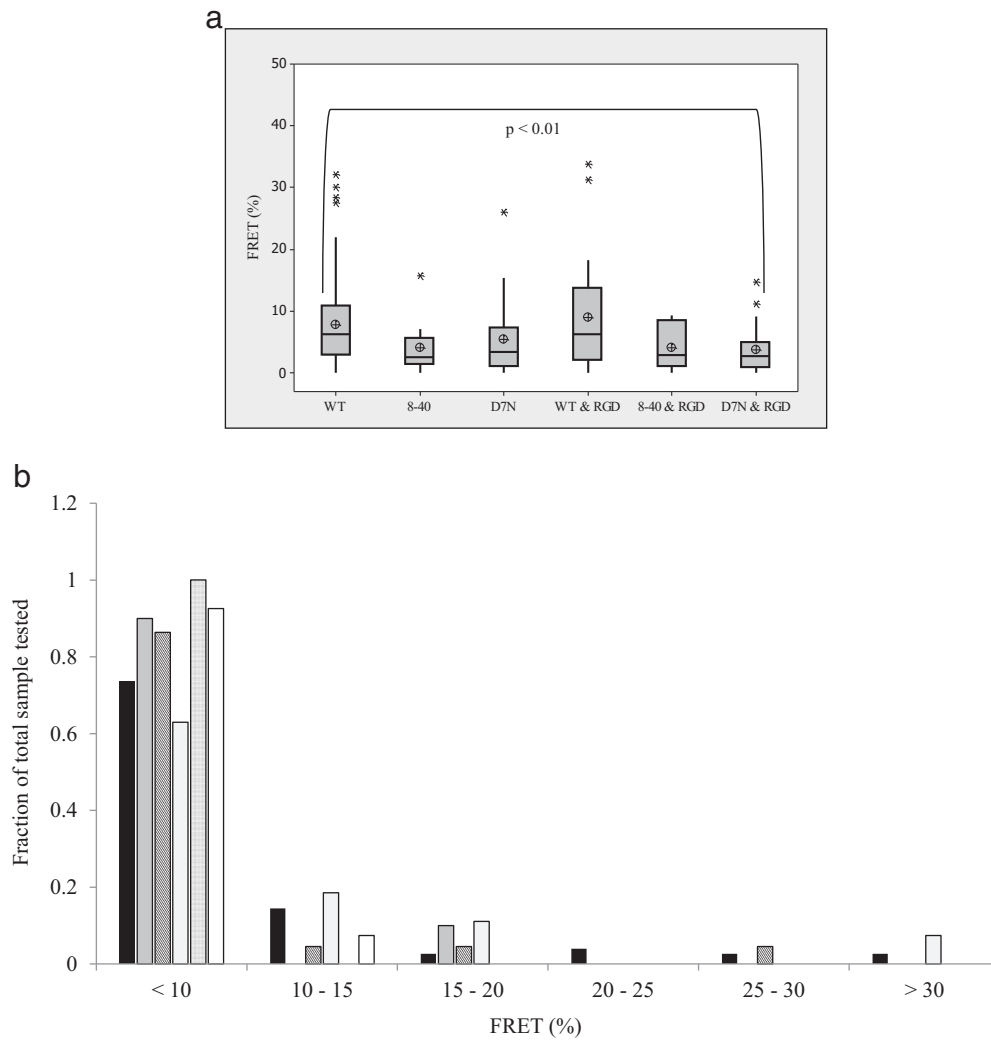 a
50
40
30
20
10
0
FRET (%)
p < 0.01
WT 8-40 D7N WT & RGD 8-40 & RGD D7N & RGD
b
1.2
1
0.8
0.6
0.4
0.2
0
Fraction of total sample tested
< 10 10 - 15 15 - 20 20 - 25 25 - 30 > 30
FRET (%)